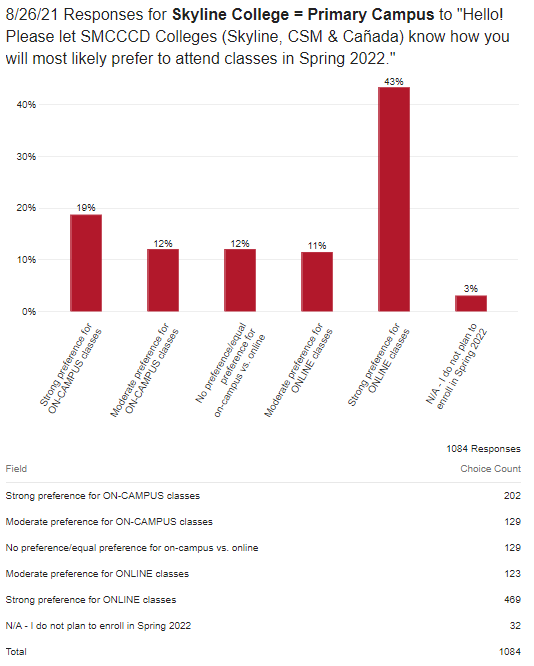 8/26/21 Responses for Skyline College = Primary Campus to "Hello!
Please let SMCCCD Colleges (Skyline, CSM & Cañada) know how you
will most likely prefer to attend classes in Spring 2022."
43%
40%
30%
20%
19%
12%
12%
11%
10%
3%
0%
Strong preference for
ON-CAMPUS classes
Moderate preference for
ON-CAMPUS classes
No preference/equal
preference for
on-campus vs. online
Moderate preference for
ONLINE classes
Strong preference for
ONLINE classes
N/A - I do not plan to
enroll in Spring 2022
1084 Responses
Field Choice Count
Strong preference for ON-CAMPUS classes 202
Moderate preference for ON-CAMPUS classes 129
No preference/equal preference for on-campus vs. online 129
Moderate preference for ONLINE classes 123
Strong preference for ONLINE classes 469
N/A - I do not plan to enroll in Spring 2022 32
Total 1084